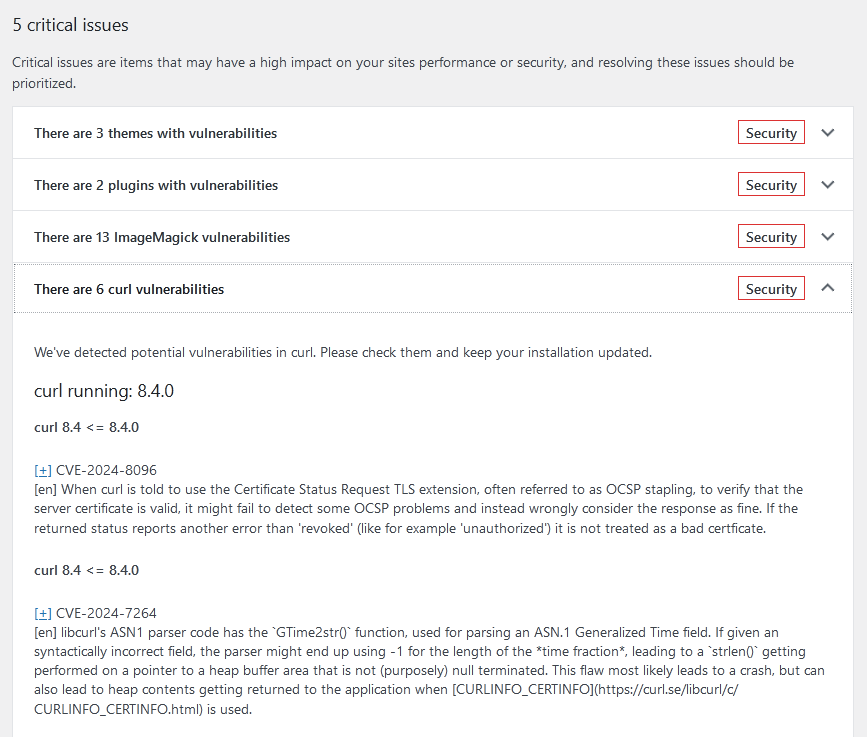 5 critical issues
Critical issues are items that may have a high impact on your sites performance or security, and resolving these issues should be
prioritized.
There are 3 themes with vulnerabilities
Security
There are 2 plugins with vulnerabilities
Security
There are 13 ImageMagick vulnerabilities
Security
There are 6 curl vulnerabilities
Security
We've detected potential vulnerabilities in curl. Please check them and keep your installation updated.
curl running: 8.4.0
curl 8.4 <= 8.4.0
[+] CVE-2024-8096
[en] When curl is told to use the Certificate Status Request TLS extension, often referred to as OCSP stapling, to verify that the
server certificate is valid, it might fail to detect some OCSP problems and instead wrongly consider the response as fine. If the
returned status reports another error than 'revoked' (like for example 'unauthorized') it is not treated as a bad certficate.
curl 8.4 <= 8.4.0
[+] CVE-2024-7264
[en] libcurl's ASN1 parser code has the `GTime2str()` function, used for parsing an ASN.1 Generalized Time field. If given an
syntactically incorrect field, the parser might end up using -1 for the length of the *time fraction*, leading to a `strlen()` getting
performed on a pointer to a heap buffer area that is not (purposely) null terminated. This flaw most likely leads to a crash, but can
also lead to heap contents getting returned to the application when [CURLINFO_CERTINFO](https://curl.se/libcurl/c/
CURLINFO_CERTINFO.html) is used.